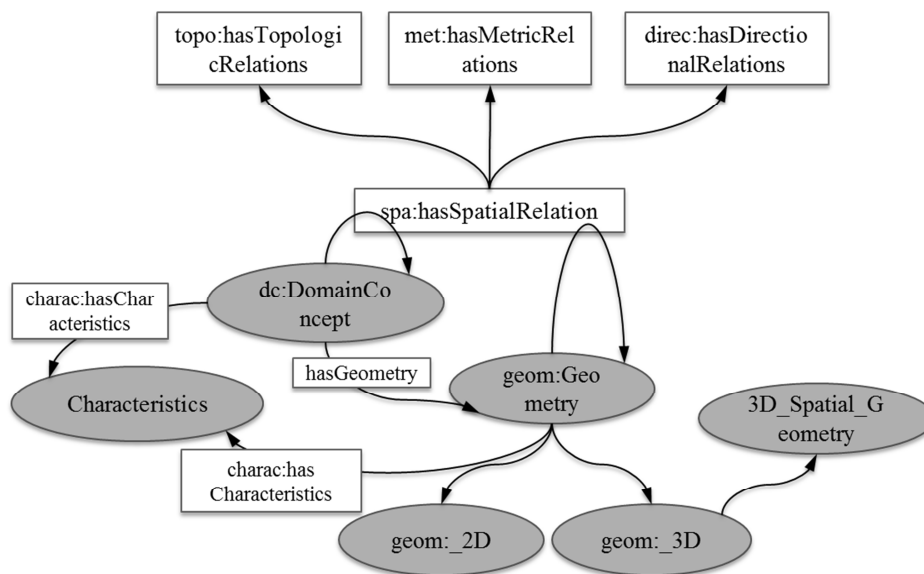 topo:hasTopologi
cRelations
met:hasMetricRel
ations
direc:hasDirectio
nalRelations
spa:hasSpatialRelation
dc:DomainCo
ncept
charac:hasChar
acteristics
hasGeometry
geom:Geo
metry
Characteristics
3D_Spatial_G
eometry
charac:has
Characteristics
geom:_2D
geom:_3D